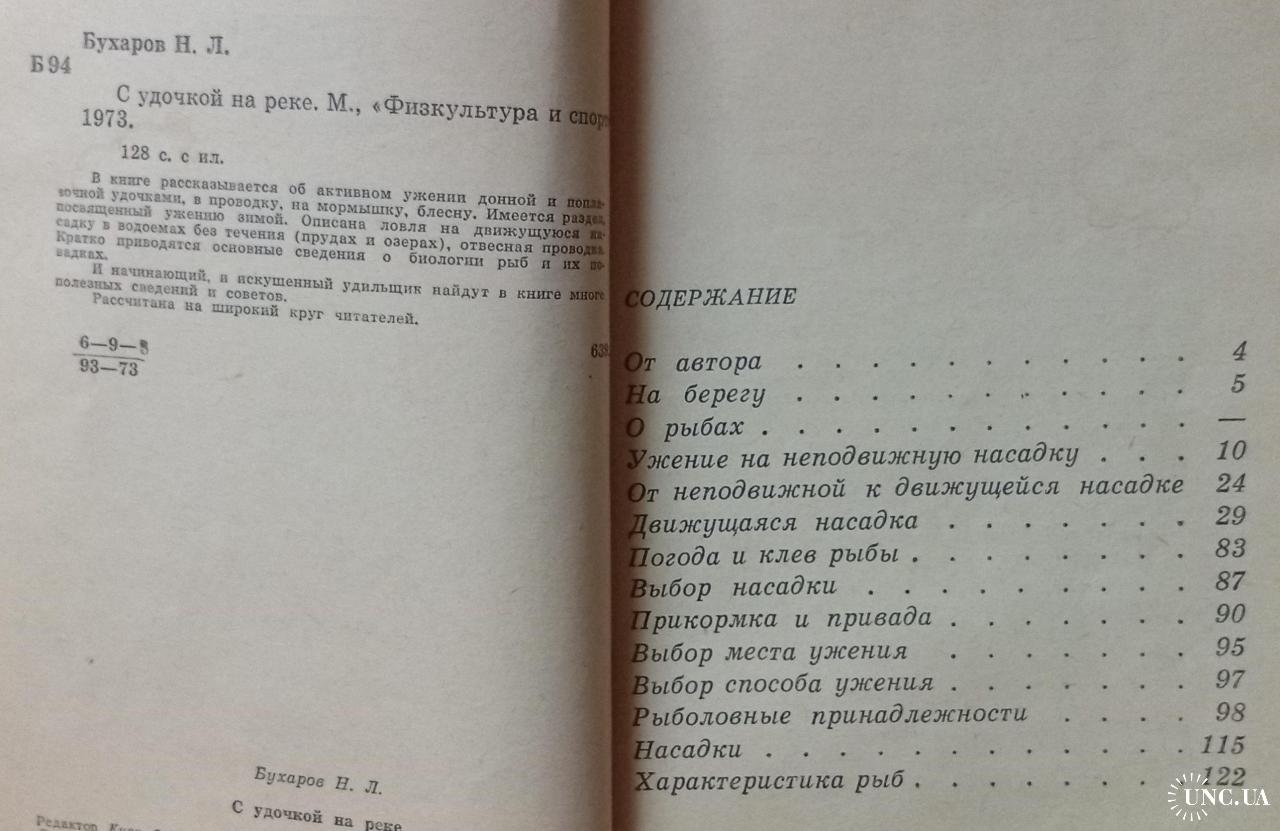 Бухаров Н. Л.
Б94
С удочкой на реке. М., «Физкультура и спорт
1973.
128 с. с ил.
В книге рассказывается об активном ужении донной и попла-
вочной удочками, в проводку, на мормышку, блесну. Имеется раздел,
посвященный ужению зимой. Описана ловля на движущуюся на-
садку в водоемах без течения (прудах и озерах), отвесная проводка.
Кратко приводятся основные сведения о биологии рыб и их по-
вадках.
И начинающий, и искушенный удильщик найдут в книге много
полезных сведений и советов.
Рассчитана на широкий круг читателей.
6—9—8
93—73
Бухаров Н. Л.
С удочкой на реке
Редактор
СОДЕРЖАНИЕ
От автора . . . . . . . . . . . 4
На берегу . . . . . . . . . . . 5
О рыбах . . . . . . . . . . . . —
Ужение на неподвижную насадку . . . 10
От неподвижной к движущейся насадке 24
Движущаяся насадка . . . . . . . 29
Погода и клев рыбы . . . . . . . . 83
Выбор насадки . . . . . . . . . 87
Прикормка и привада . . . . . . . 90
Выбор места ужения . . . . . . . 95
Выбор способа ужения . . . . . . . 97
Рыболовные принадлежности . . . . 98
Насадки . . . . . . . . . . . . 115
Характеристика рыб . . . . . . . . 122
UNC.UA